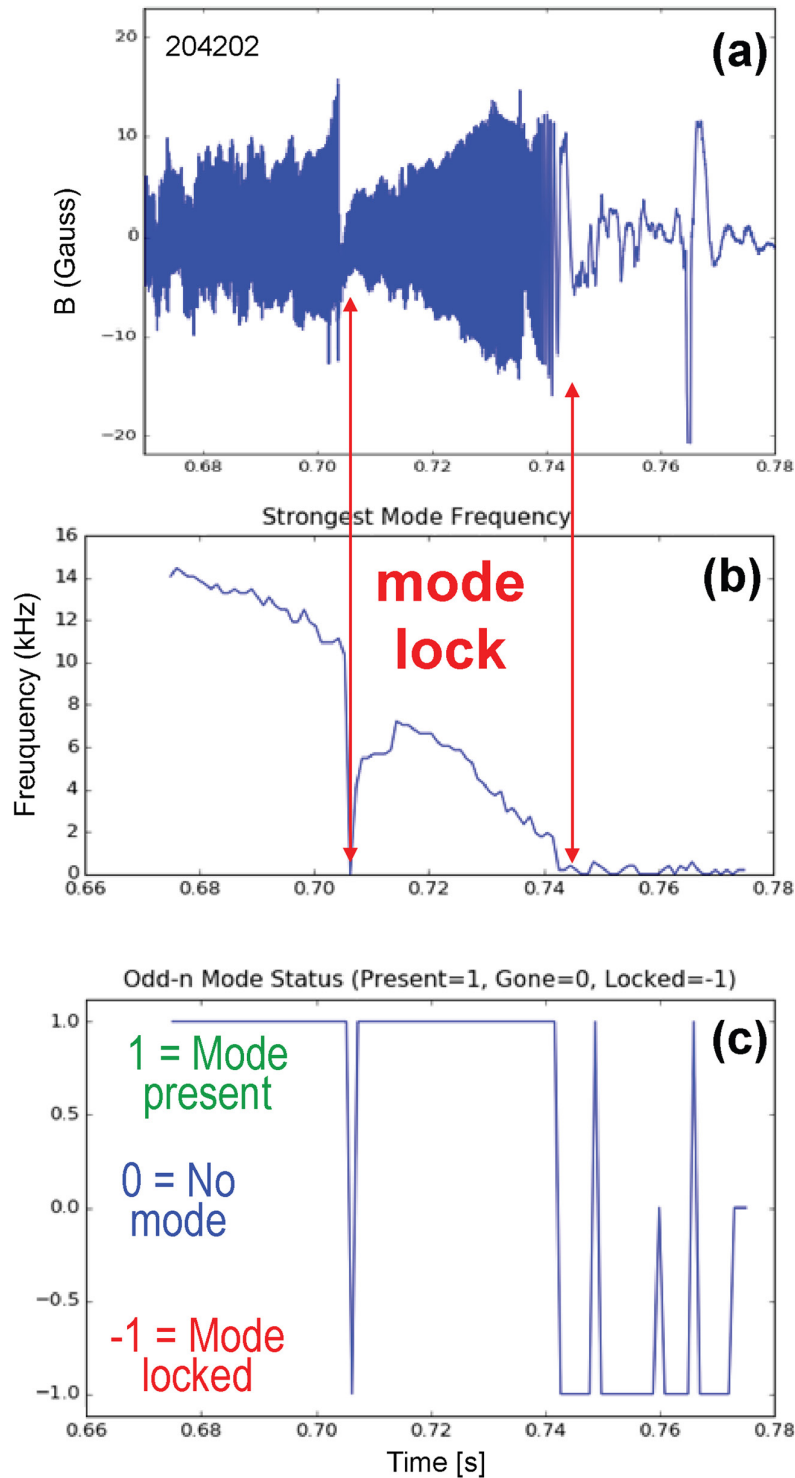 204202
(a)
B (Gauss)
20
10
0
−10
−20
0.68
0.70
0.72
0.74
0.76
0.78
Strongest Mode Frequency
(b)
Freuquency (kHz)
16
14
12
10
8
6
4
2
0
mode
lock
0.66
0.68
0.70
0.72
0.74
0.76
0.78
Odd-n Mode Status (Present=1, Gone=0, Locked=-1)
(c)
1.0
0.5
0.0
−0.5
−1.0
1 = Mode
present
0 = No
mode
-1 = Mode
locked
0.66
0.68
0.70
0.72
0.74
0.76
0.78
Time [s]